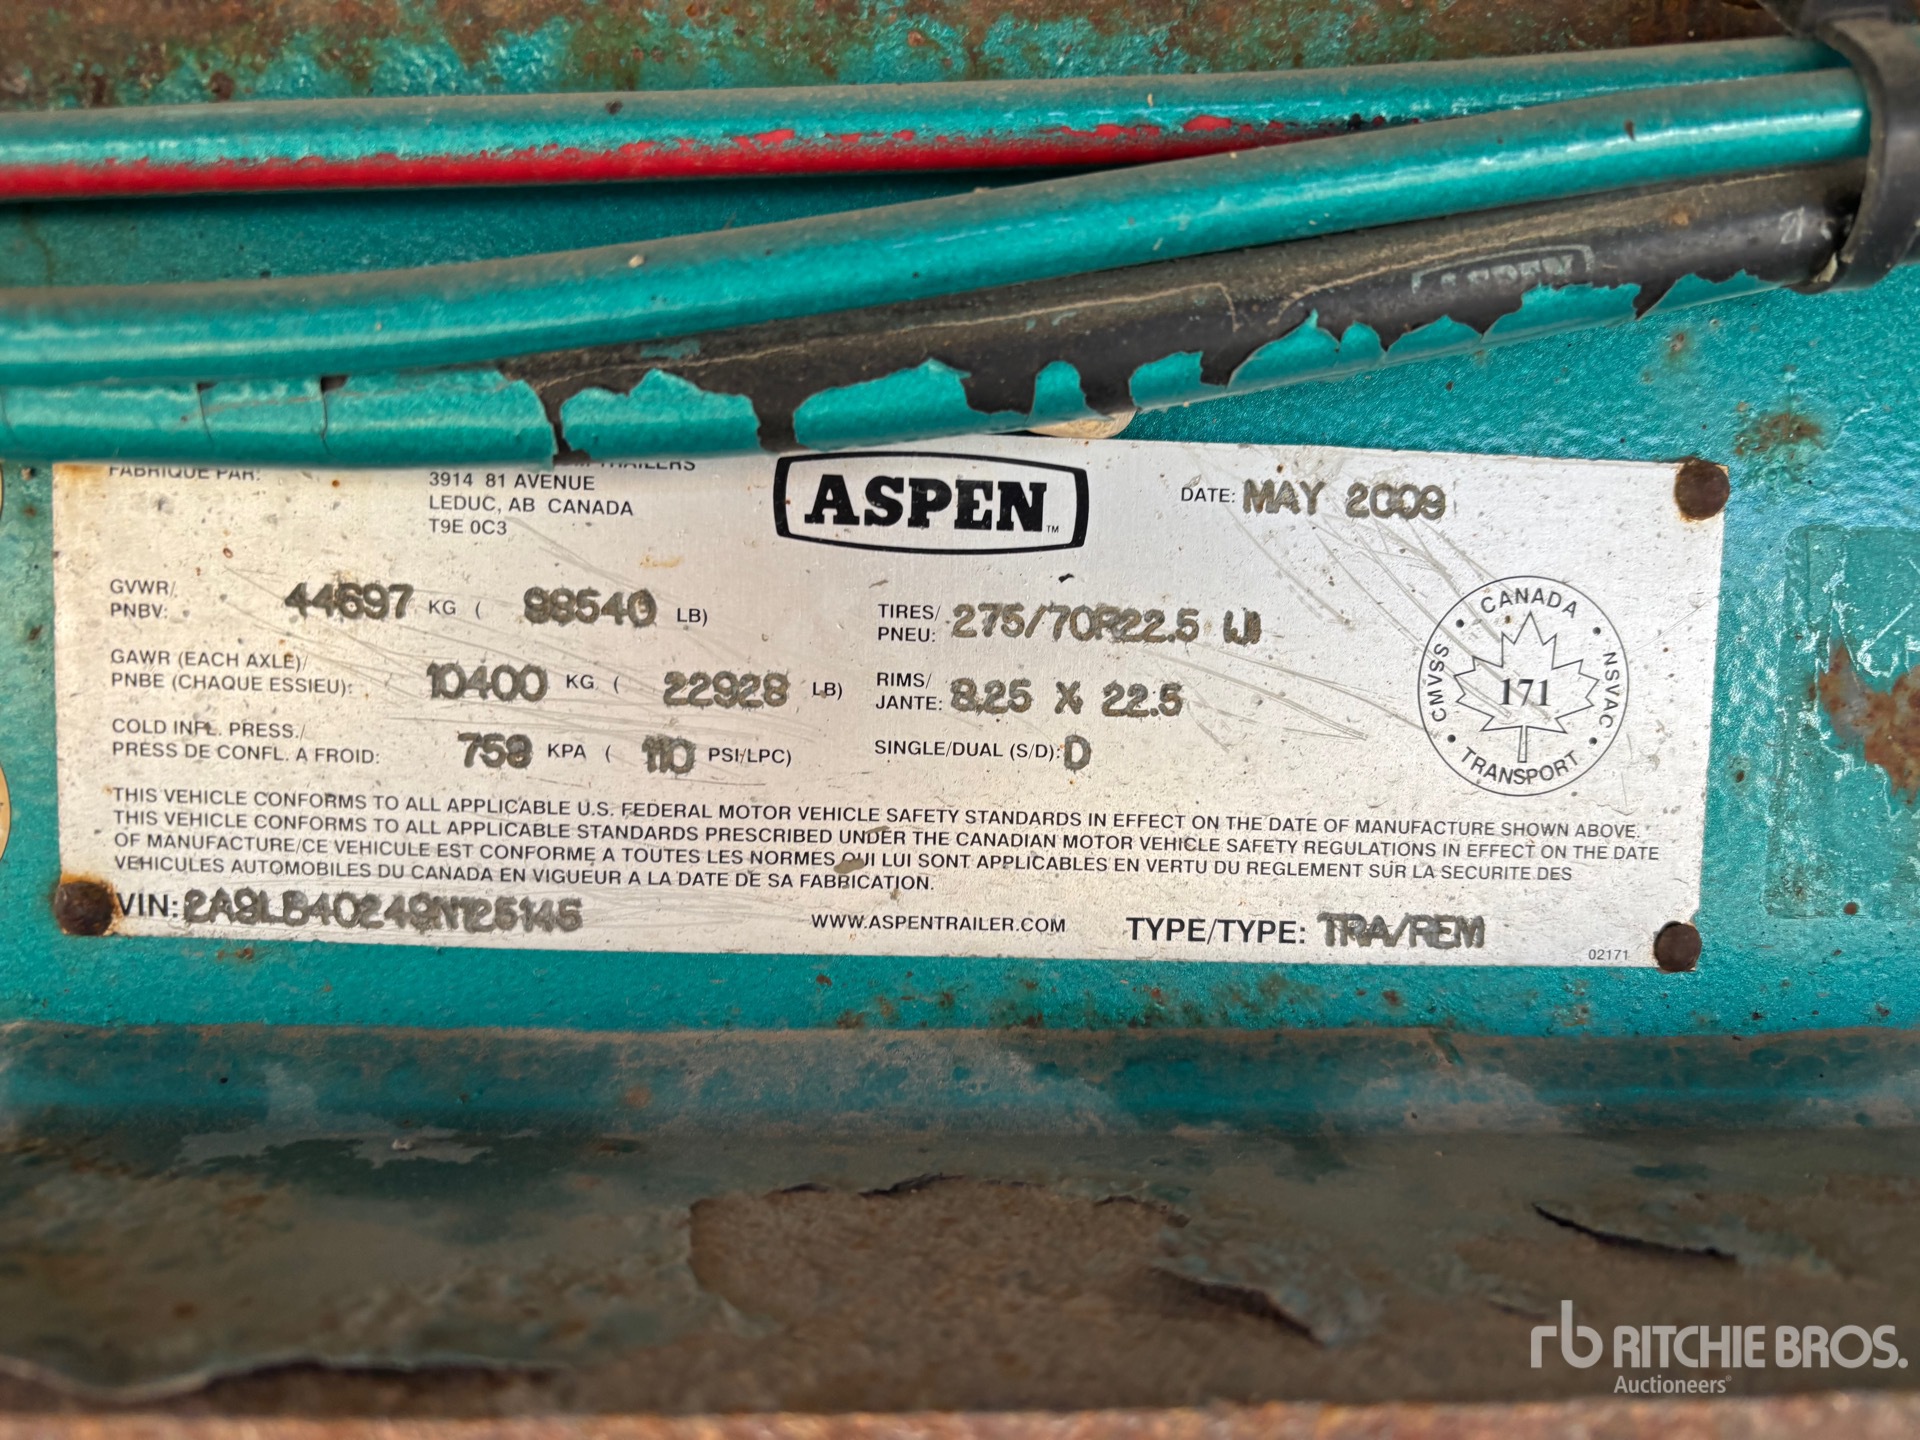 ASPEN
FABRIQUE PAR:
TRAILERS
3914 81 AVENUE
LEDUC, AB CANADA
T9E 0C3
ASPEN TM
DATE: MAY 2009
GVWR/
PNBV: 44697 KG ( 98540 LB)
GAWR (EACH AXLE)/
PNBE (CHAQUE ESSIEU): 10400 KG ( 22928 LB)
COLD INFL. PRESS./
PRESS DE CONFL. A FROID: 758 KPA ( 110 PSI/LPC)
TIRES/
PNEU: 275/70R22.5
RIMS/
JANTE: 8.25 X 22.5
SINGLE/DUAL (S/D): D
CANADA
CMVSS • NSVAC
171
TRANSPORT
THIS VEHICLE CONFORMS TO ALL APPLICABLE U.S. FEDERAL MOTOR VEHICLE SAFETY STANDARDS IN EFFECT ON THE DATE OF MANUFACTURE SHOWN ABOVE.
THIS VEHICLE CONFORMS TO ALL APPLICABLE STANDARDS PRESCRIBED UNDER THE CANADIAN MOTOR VEHICLE SAFETY REGULATIONS IN EFFECT ON THE DATE
OF MANUFACTURE/CE VEHICULE EST CONFORME A TOUTES LES NORMES QUI LUI SONT APPLICABLES EN VERTU DU REGLEMENT SUR LA SECURITE DES
VEHICULES AUTOMOBILES DU CANADA EN VIGUEUR A LA DATE DE SA FABRICATION.
VIN: 2A9LB40249N125145
WWW.ASPENTRAILER.COM
TYPE/TYPE: TRA/REM
02171
rb RITCHIE BROS.
Auctioneers